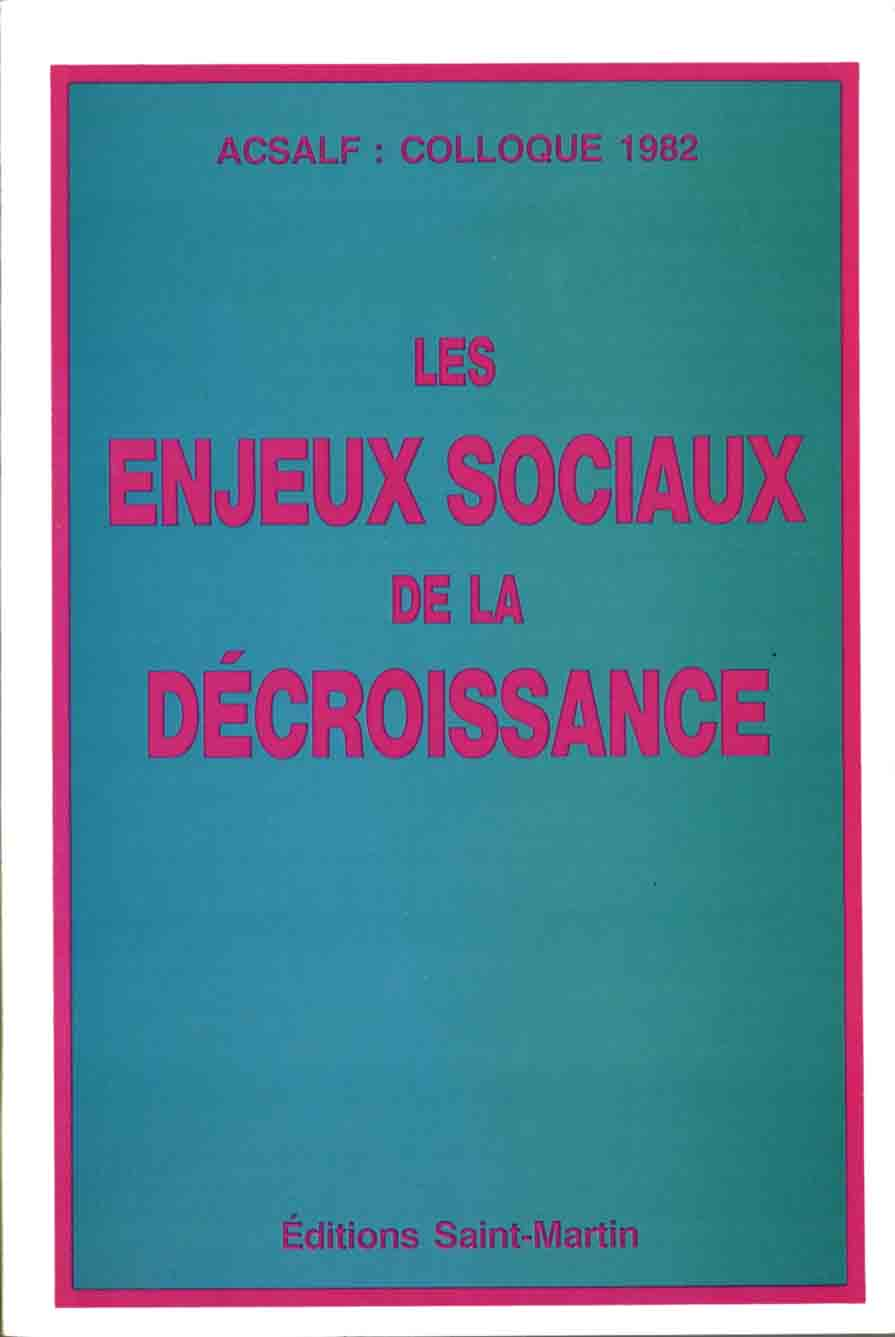 ACSALF : COLLOQUE 1982
LES
ENJEUX SOCIAUX
DE LA
DÉCROISSANCE
Éditions Saint-Martin